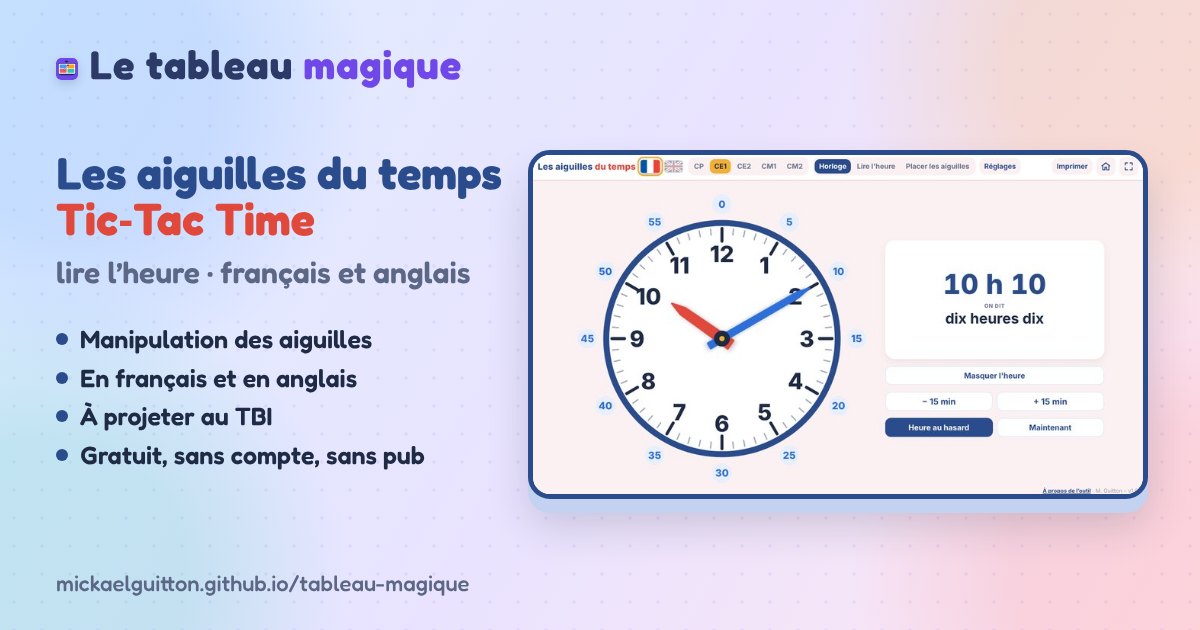 Le tableau magique
Les aiguilles du temps
Tic-Tac Time
lire l’heure · français et anglais
Manipulation des aiguilles
En français et en anglais
À projeter au TBI
Gratuit, sans compte, sans pub
mickaelguitton.github.io/tableau-magique
Les aiguilles du temps CP CE1 CE2 CM1 CM2 Horloge Lire l'heure Placer les aiguilles Réglages Imprimer
0
55 5
12
11 1
50 10
10 2
45 9 3 15
8 4
40 20
7 5
6
35 25
30
10 h 10
ON DIT
dix heures dix
Masquer l'heure
− 15 min + 15 min
Heure au hasard Maintenant
À propos de l'outil · M. Guitton